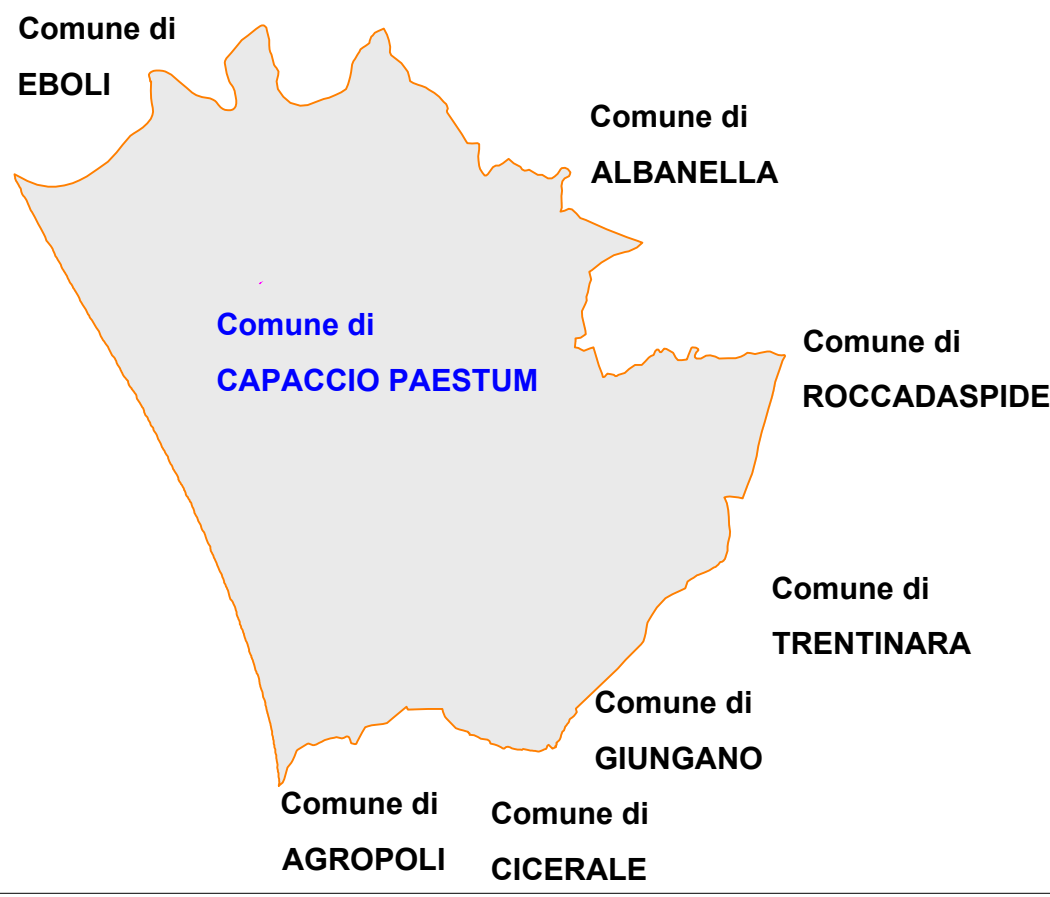 Comune di
EBOLI
Comune di
ALBANELLA
Comune di
CAPACCIO PAESTUM
Comune di
ROCCADASPIDE
Comune di
TRENTINARA
Comune di
GIUNGANO
Comune di
AGROPOLI
Comune di
CICERALE